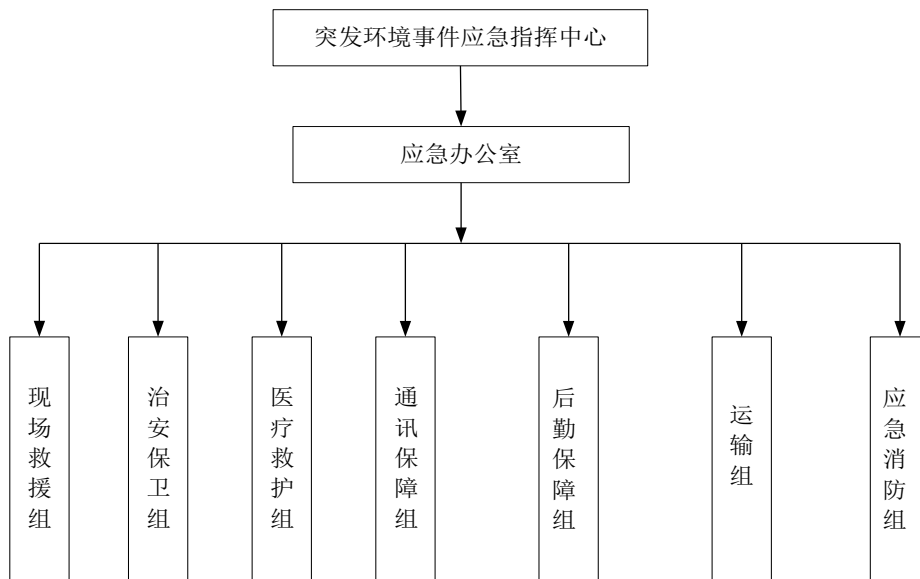 突发环境事件应急指挥中心
应急办公室
现场救援组
治安保卫组
医疗救护组
通讯保障组
后勤保障组
运输组
应急消防组